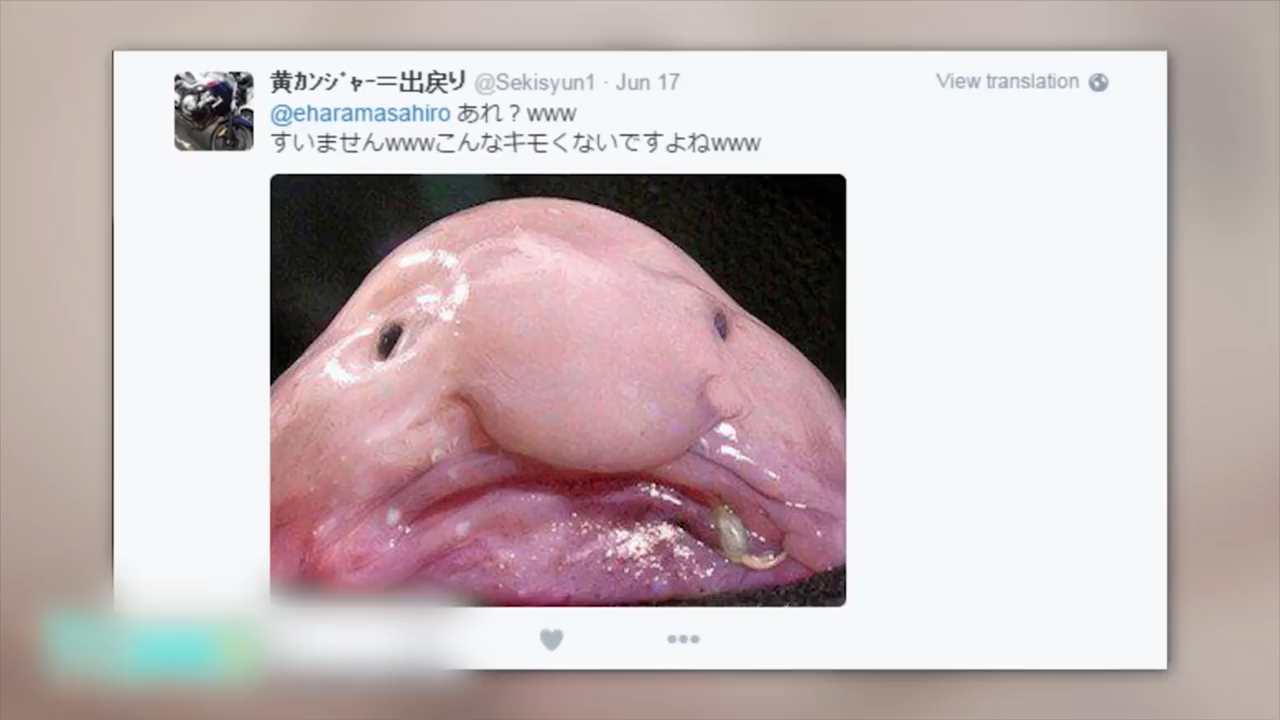 黄ｶﾝｼﾞｬｰ＝出戻り @Sekisyun1 · Jun 17
View translation
@eharamasahiro あれ？www
すいませんwwwこんなキモくないですよねwww